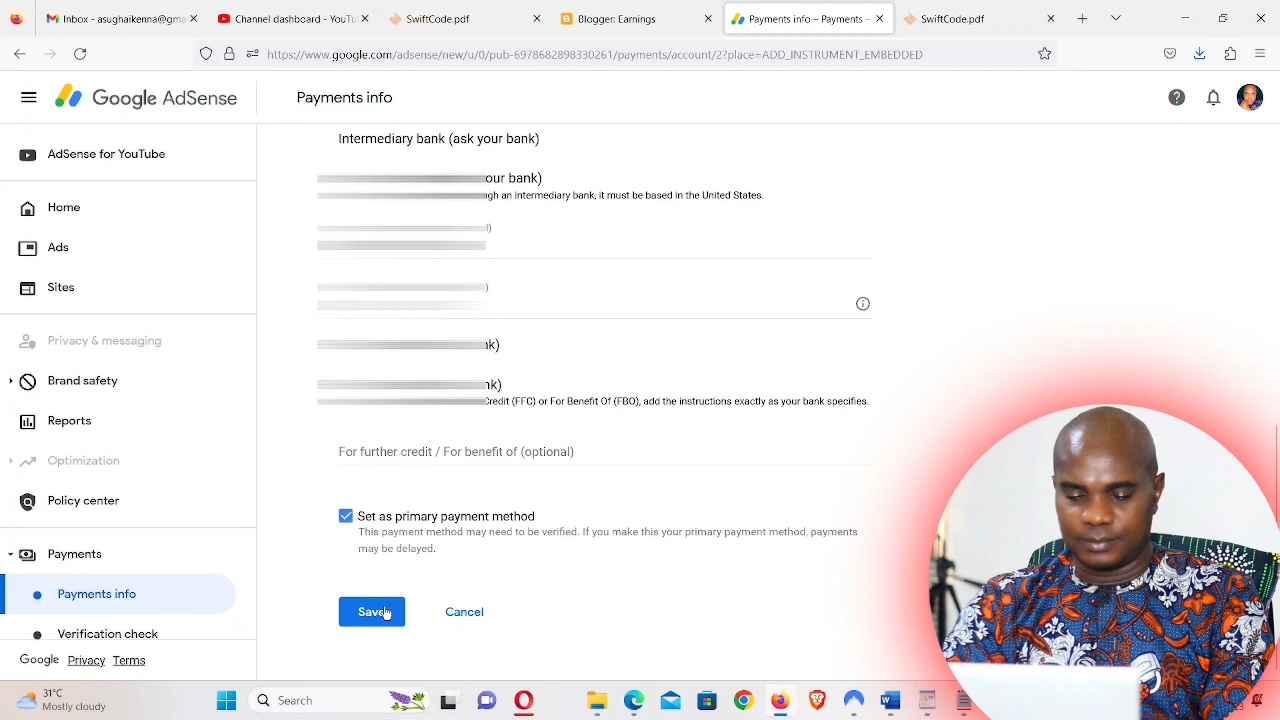 Inbox – asugaikena@gmail
Channel dashboard - YouTu
SwiftCode.pdf
Blogger: Earnings
Payments info – Payments –
SwiftCode.pdf
https://www.google.com/adsense/new/u/0/pub-6978682898330261/payments/account/2?place=ADD_INSTRUMENT_EMBEDDED
Google AdSense
Payments info
Intermediary bank (ask your bank)
AdSense for YouTube
our bank)
gh an intermediary bank, it must be based in the United States.
Home
Ads
Sites
Privacy & messaging
nk)
Brand safety
nk)
Credit (FFC) or For Benefit Of (FBO), add the instructions exactly as your bank specifies.
Reports
For further credit / For benefit of (optional)
Optimization
Policy center
Set as primary payment method
This payment method may need to be verified. If you make this your primary payment method, payments
may be delayed.
Payments
Payments info
Save
Cancel
Verification check
Google Privacy Terms
31°C
Mostly cloudy
Search